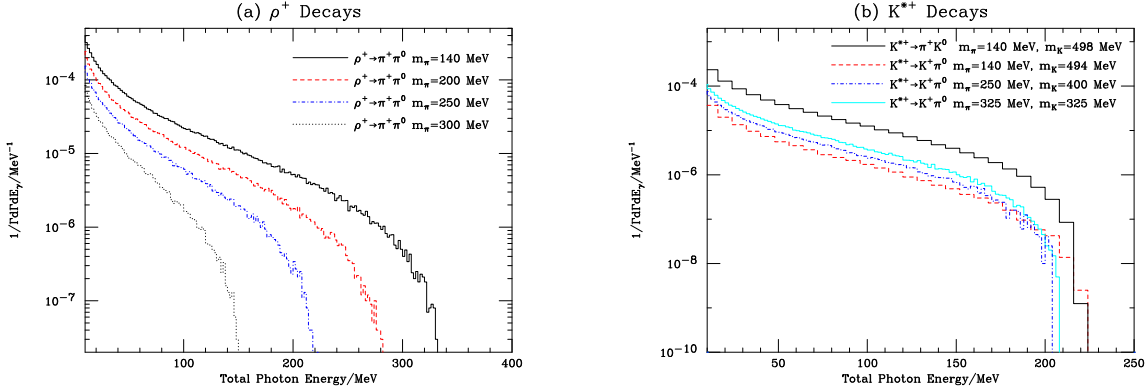 (a) ρ⁺ Decays
ρ⁺→π⁺π⁰ mπ=140 MeV
ρ⁺→π⁺π⁰ mπ=200 MeV
ρ⁺→π⁺π⁰ mπ=250 MeV
ρ⁺→π⁺π⁰ mπ=300 MeV
1/ΓdΓdEγ/MeV⁻¹
10⁻⁴
10⁻⁵
10⁻⁶
10⁻⁷
100 200 300 400
Total Photon Energy/MeV
(b) K*⁺ Decays
K*⁺→π⁺K⁰ mπ=140 MeV, mK=498 MeV
K*⁺→K⁺π⁰ mπ=140 MeV, mK=494 MeV
K*⁺→K⁺π⁰ mπ=250 MeV, mK=400 MeV
K*⁺→K⁺π⁰ mπ=325 MeV, mK=325 MeV
1/ΓdΓdEγ/MeV⁻¹
10⁻⁴
10⁻⁶
10⁻⁸
10⁻¹⁰
50 100 150 200 250
Total Photon Energy/MeV